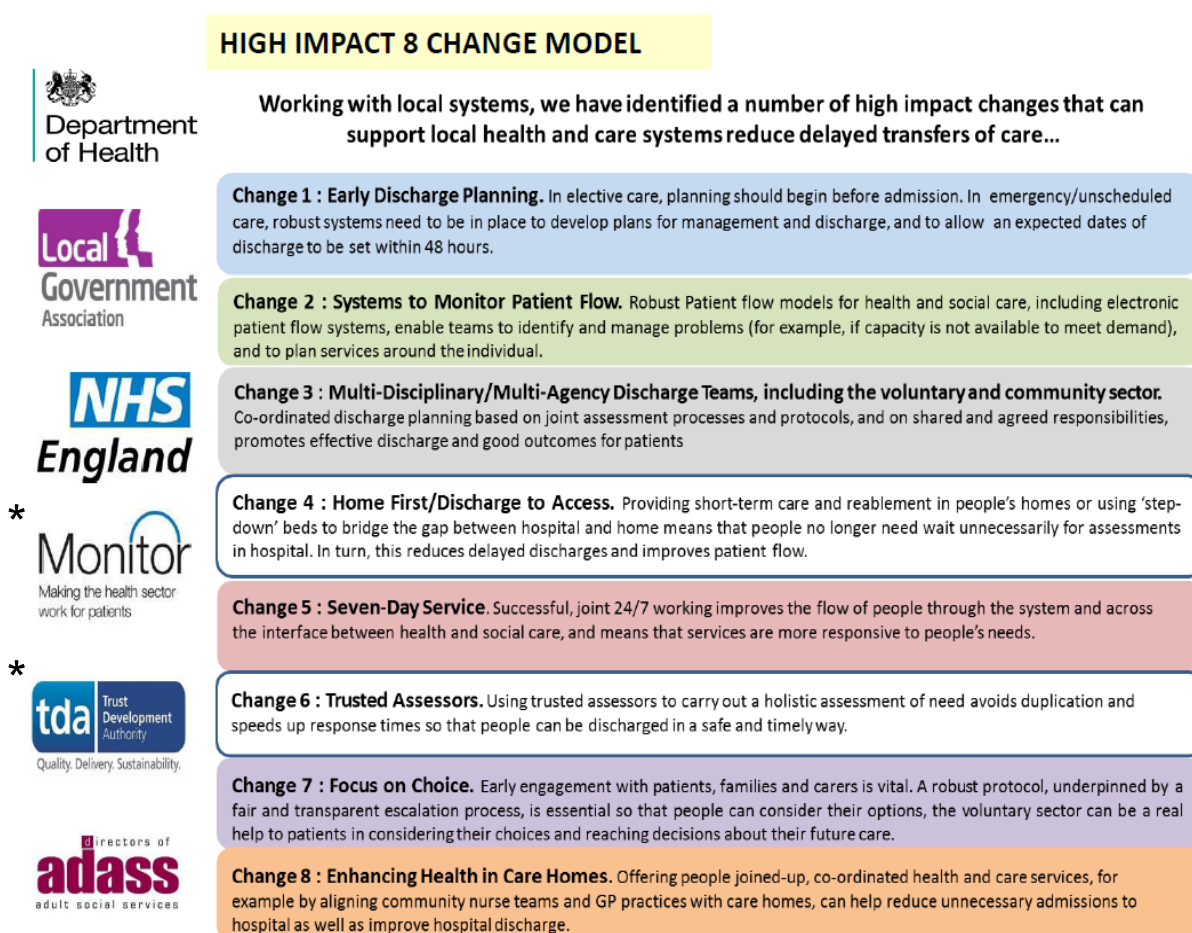 HIGH IMPACT 8 CHANGE MODEL
Department
of Health
Working with local systems, we have identified a number of high impact changes that can
support local health and care systems reduce delayed transfers of care...
Change 1 : Early Discharge Planning. In elective care, planning should begin before admission. In emergency/unscheduled
care, robust systems need to be in place to develop plans for management and discharge, and to allow an expected dates of
discharge to be set within 48 hours.
Local
Government
Association
Change 2 : Systems to Monitor Patient Flow. Robust Patient flow models for health and social care, including electronic
patient flow systems, enable teams to identify and manage problems (for example, if capacity is not available to meet demand),
and to plan services around the individual.
NHS
England
Change 3 : Multi-Disciplinary/Multi-Agency Discharge Teams, including the voluntary and community sector.
Co-ordinated discharge planning based on joint assessment processes and protocols, and on shared and agreed responsibilities,
promotes effective discharge and good outcomes for patients
*
Monitor
Making the health sector
work for patients
Change 4 : Home First/Discharge to Access. Providing short-term care and reablement in people's homes or using 'step-
down' beds to bridge the gap between hospital and home means that people no longer need wait unnecessarily for assessments
in hospital. In turn, this reduces delayed discharges and improves patient flow.
Change 5 : Seven-Day Service. Successful, joint 24/7 working improves the flow of people through the system and across
the interface between health and social care, and means that services are more responsive to people's needs.
*
tda
Trust
Development
Authority
Quality. Delivery. Sustainability.
Change 6 : Trusted Assessors. Using trusted assessors to carry out a holistic assessment of need avoids duplication and
speeds up response times so that people can be discharged in a safe and timely way.
Change 7 : Focus on Choice. Early engagement with patients, families and carers is vital. A robust protocol, underpinned by a
fair and transparent escalation process, is essential so that people can consider their options, the voluntary sector can be a real
help to patients in considering their choices and reaching decisions about their future care.
directors of
adass
adult social services
Change 8 : Enhancing Health in Care Homes. Offering people joined-up, co-ordinated health and care services, for
example by aligning community nurse teams and GP practices with care homes, can help reduce unnecessary admissions to
hospital as well as improve hospital discharge.